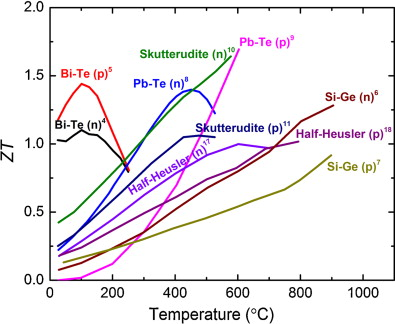 2.0
1.5
1.0
0.5
0.0
ZT
Skutterudite (n)¹⁰
Pb-Te (p)⁹
Bi-Te (p)⁵
Pb-Te (n)⁸
Si-Ge (n)⁶
Bi-Te (n)⁴
Skutterudite (p)¹¹
Half-Heusler (p)¹⁸
Half-Heusler (n)¹⁷
Si-Ge (p)⁷
0 200 400 600 800 1000
Temperature (°C)